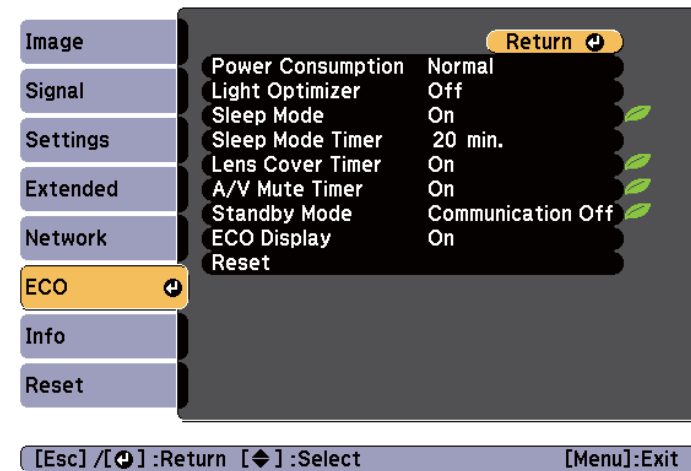 Image
Signal
Settings
Extended
Network
ECO
Info
Reset
Return
Power Consumption Normal
Light Optimizer Off
Sleep Mode On
Sleep Mode Timer 20 min.
Lens Cover Timer On
A/V Mute Timer On
Standby Mode Communication Off
ECO Display On
Reset
[Esc] /[⏎] :Return [◆] :Select [Menu]:Exit